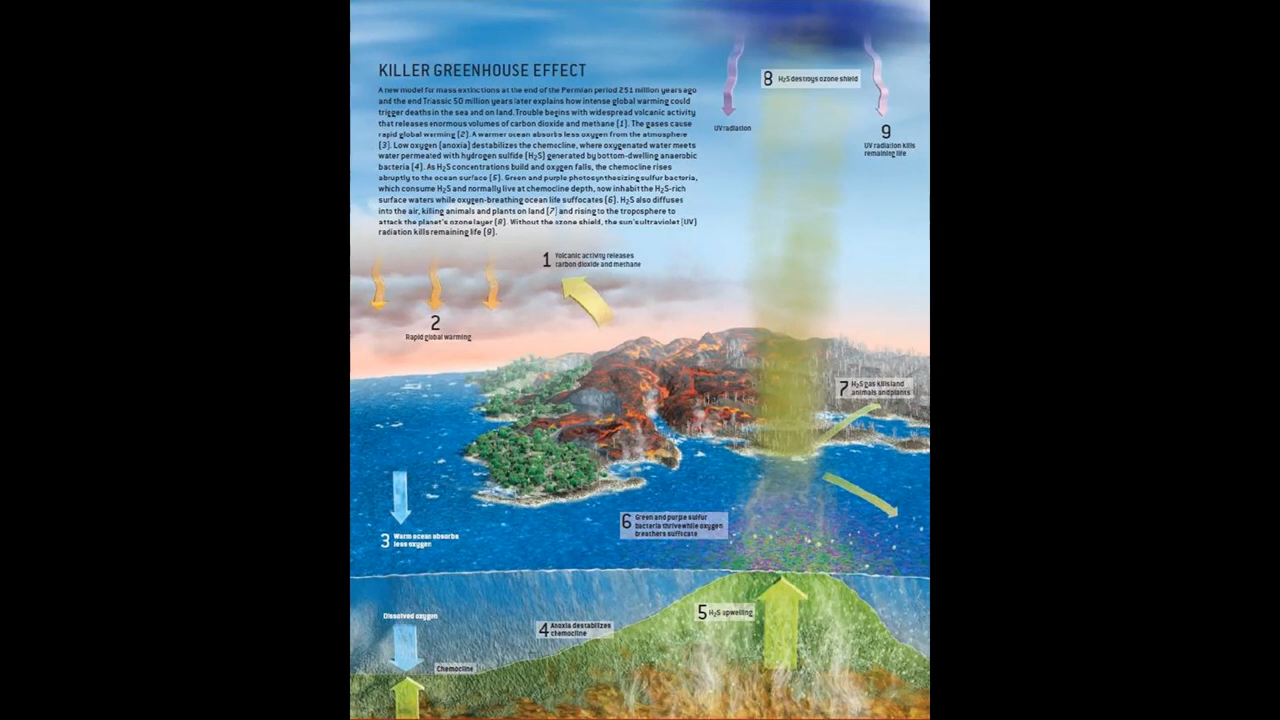 KILLER GREENHOUSE EFFECT
A new model for mass extinctions at the end of the Permian period 251 million years ago
and the end Triassic 50 million years later explains how intense global warming could
trigger deaths in the sea and on land. Trouble begins with widespread volcanic activity
that releases enormous volumes of carbon dioxide and methane (1). The gases cause
rapid global warming (2). A warmer ocean absorbs less oxygen from the atmosphere
(3). Low oxygen (anoxia) destabilizes the chemocline, where oxygenated water meets
water permeated with hydrogen sulfide (H₂S) generated by bottom-dwelling anaerobic
bacteria (4). As H₂S concentrations build and oxygen falls, the chemocline rises
abruptly to the ocean surface (5). Green and purple photosynthesizing sulfur bacteria,
which consume H₂S and normally live at chemocline depth, now inhabit the H₂S-rich
surface waters while oxygen-breathing ocean life suffocates (6). H₂S also diffuses
into the air, killing animals and plants on land (7) and rising to the troposphere to
attack the planet's ozone layer (8). Without the ozone shield, the sun's ultraviolet (UV)
radiation kills remaining life (9).
8 H₂S destroys ozone shield
UV radiation
9
UV radiation kills
remaining life
1 Volcanic activity releases
carbon dioxide and methane
2
Rapid global warming
7 H₂S gas kills land
animals and plants
6 Green and purple sulfur
bacteria thrive while oxygen
breathers suffocate
3 Warm ocean absorbs
less oxygen
Dissolved oxygen
5 H₂S upwelling
4 Anoxia destabilizes
chemocline
Chemocline